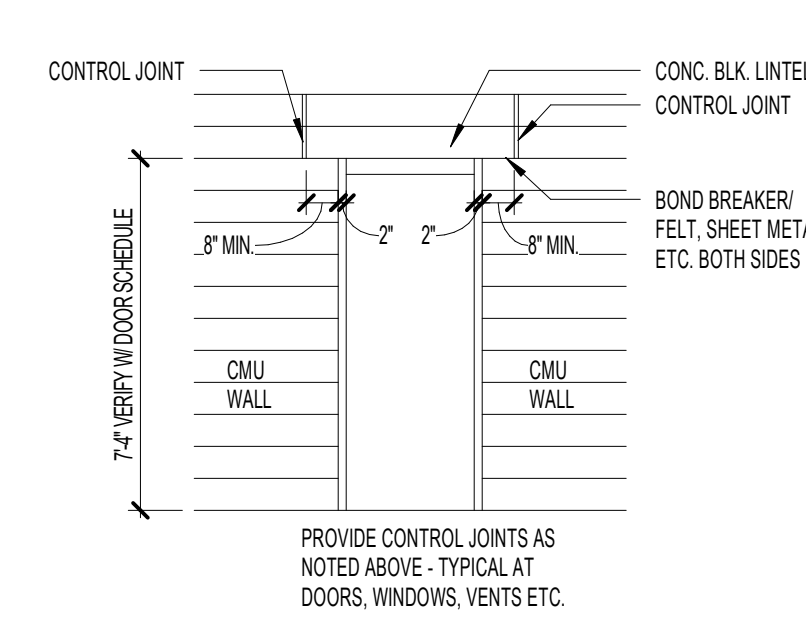 CONTROL JOINT
CONC. BLK. LINTEL
CONTROL JOINT
BOND BREAKER/
FELT, SHEET META
ETC. BOTH SIDES
7'-4" VERIFY W/ DOOR SCHEDULE
8" MIN.
2"
2"
8" MIN.
CMU
WALL
CMU
WALL
PROVIDE CONTROL JOINTS AS
NOTED ABOVE - TYPICAL AT
DOORS, WINDOWS, VENTS ETC.